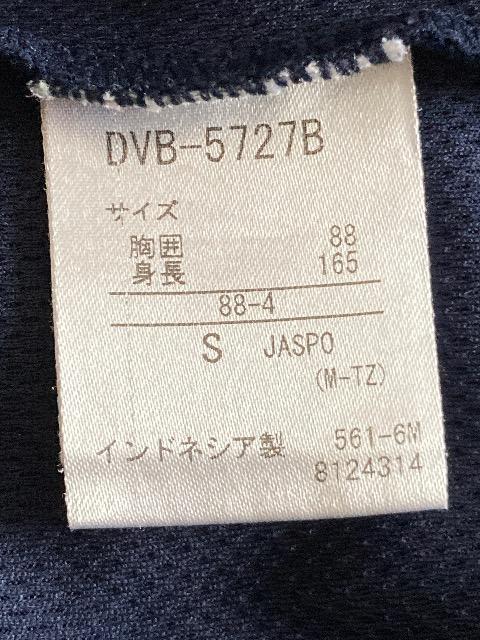 DVB-5727B
サイズ
胸囲 88
身長 165
88-4
S JASPO
(M-TZ)
インドネシア製 561-6M
8124314